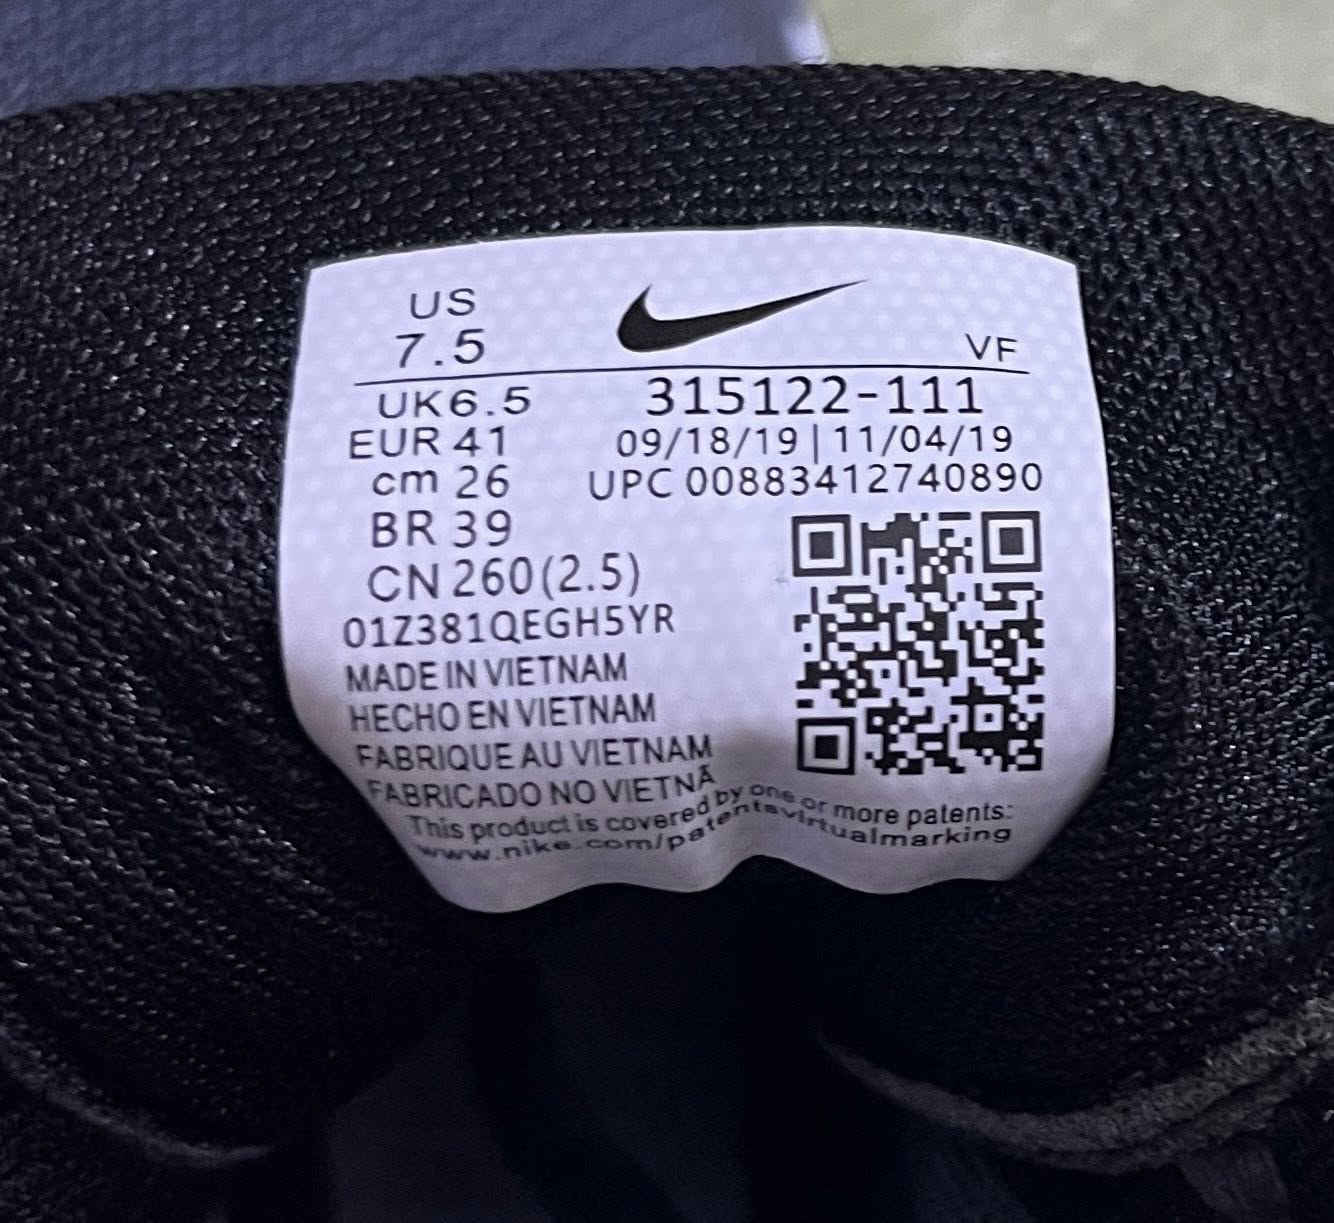 US
7.5
VF
UK6.5
EUR 41
cm 26
BR 39
CN 260(2.5)
315122-111
09/18/19|11/04/19
UPC 00883412740890
01Z381QEGH5YR
MADE IN VIETNAM
HECHO EN VIETNAM
FABRIQUE AU VIETNAM
FABRICADO NO VIETNÃ
This product is covered by one or more patents:
www.nike.com/patentsvirtualmarking